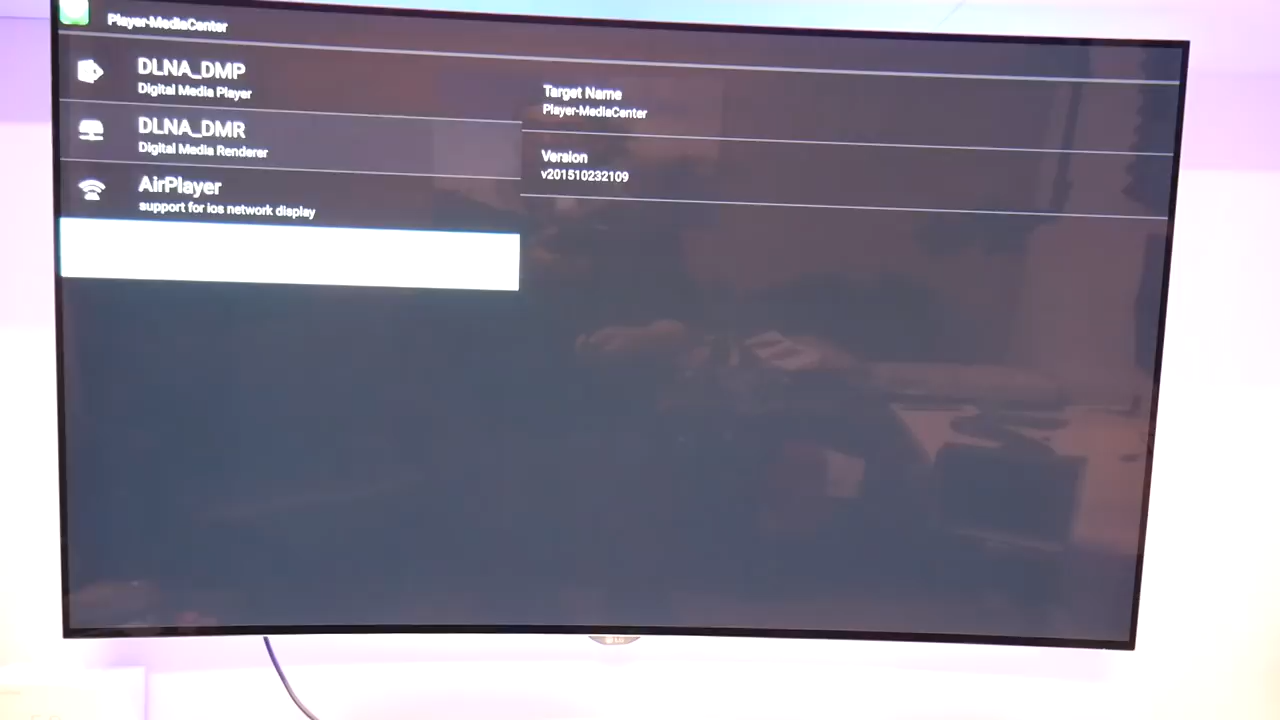 Player-MediaCenter
DLNA_DMP
Digital Media Player
DLNA_DMR
Digital Media Renderer
AirPlayer
support for ios network display
Target Name
Player-MediaCenter
Version
v201510232109
LG